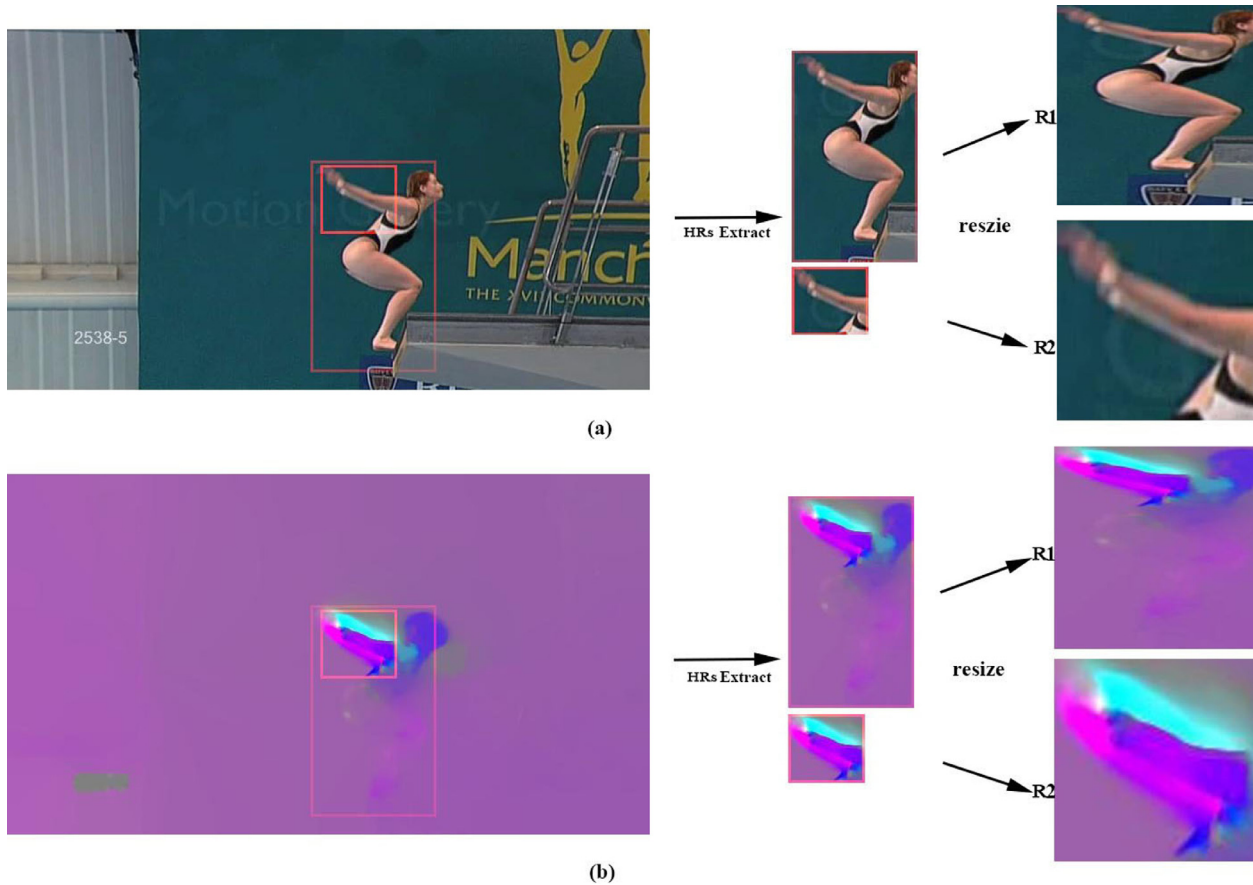 Motion Gallery
Manch
THE XVII COMMONW
2538-5
HRs Extract
reszie
R1
R2
(a)
HRs Extract
resize
R1
R2
(b)